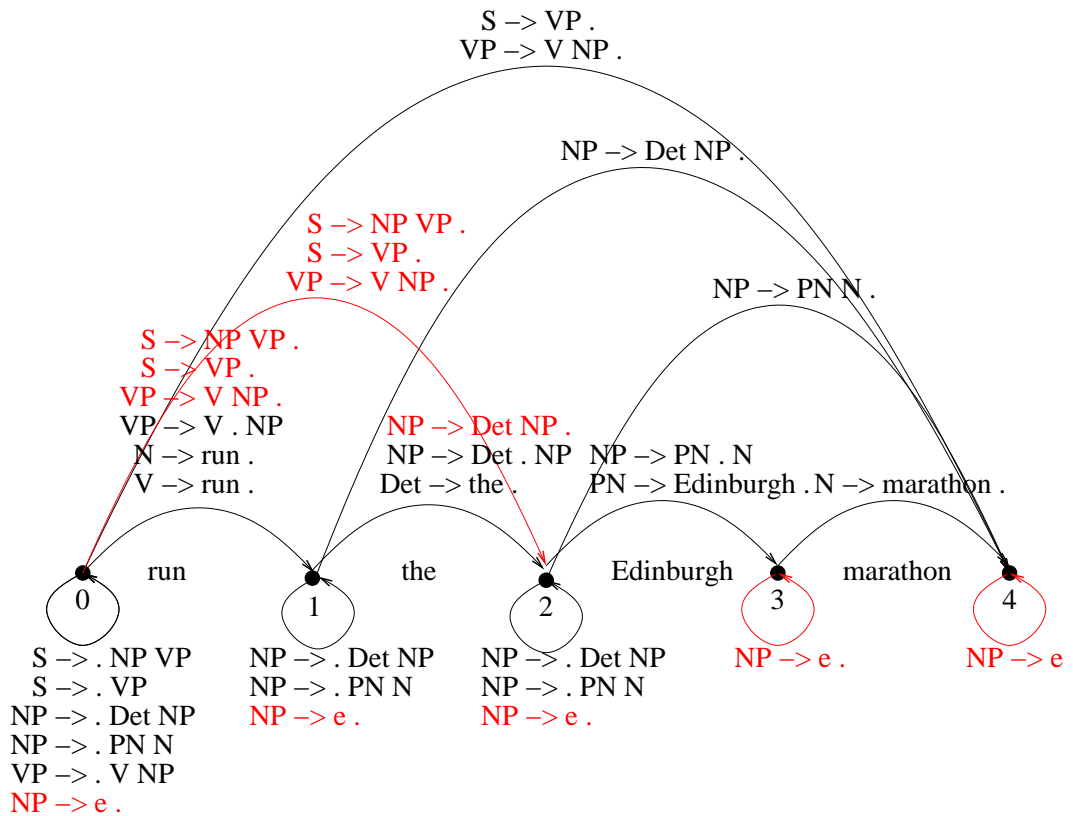 S −> VP .
VP −> V NP .
NP −> Det NP .
S −> NP VP .
S −> VP .
VP −> V NP .
NP −> PN N .
S −> NP VP .
S −> VP .
VP −> V NP .
VP −> V . NP
N −> run .
V −> run .
NP −> Det NP .
NP −> Det . NP
Det −> the .
NP −> PN . N
PN −> Edinburgh .
N −> marathon .
run the Edinburgh marathon
0 1 2 3 4
S −> . NP VP
S −> . VP
NP −> . Det NP
NP −> . PN N
VP −> . V NP
NP −> e .
NP −> . Det NP
NP −> . PN N
NP −> e .
NP −> . Det NP
NP −> . PN N
NP −> e .
NP −> e .
NP −> e